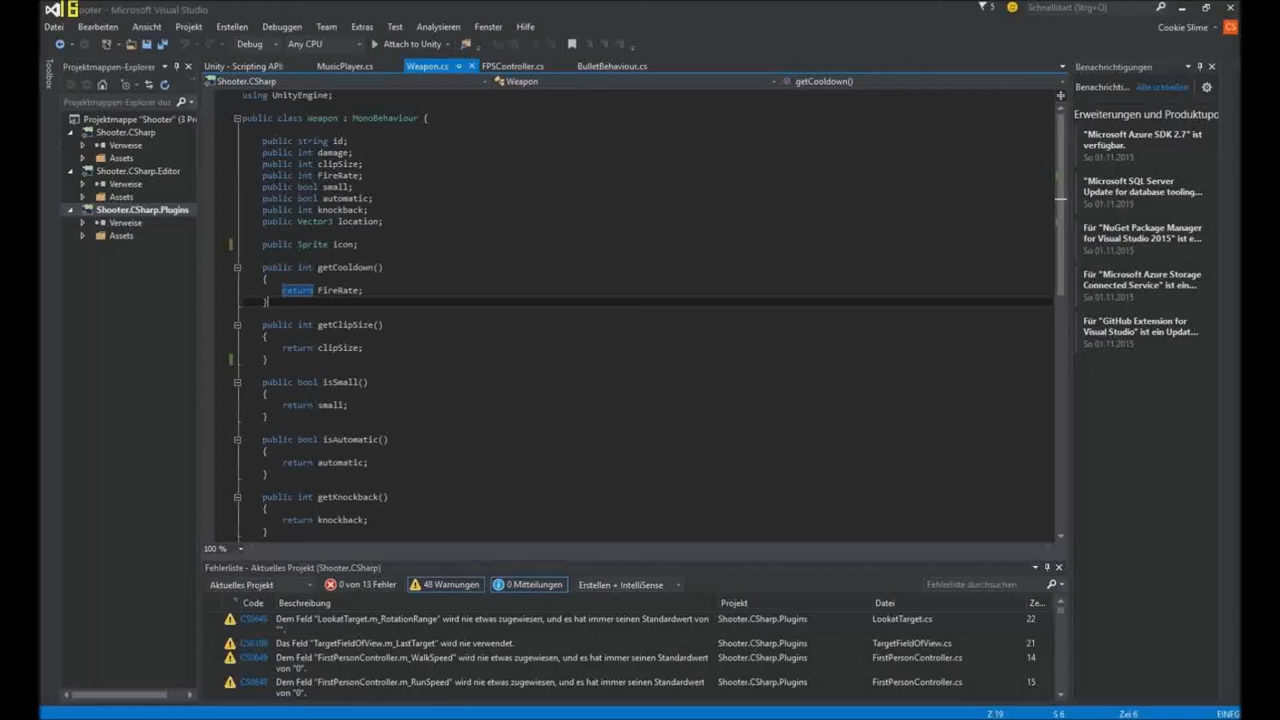 ooter - Microsoft Visual Studio
5
Schnellstart (Strg+Q)
Datei Bearbeiten Ansicht Projekt Erstellen Debuggen Team Extras Test Analysieren Fenster Hilfe
Cookie Slime CS
Debug Any CPU Attach to Unity
Toolbox
Projektmappen-Explorer
Projektmappen-Explorer dur
Projektmappe "Shooter" (3 Pr
Shooter.CSharp
Verweise
Assets
Shooter.CSharp.Editor
Verweise
Assets
Shooter.CSharp.Plugins
Verweise
Assets
Unity - Scripting API: MusicPlayer.cs Weapon.cs FPSController.cs BulletBehaviour.cs
Shooter.CSharp Weapon getCooldown()
using UnityEngine;
public class Weapon : MonoBehaviour {
public string id;
public int damage;
public int clipSize;
public int FireRate;
public bool small;
public bool automatic;
public int knockback;
public Vector3 location;
public Sprite icon;
public int getCooldown()
{
return FireRate;
}
public int getClipSize()
{
return clipSize;
}
public bool isSmall()
{
return small;
}
public bool isAutomatic()
{
return automatic;
}
public int getKnockback()
{
return knockback;
}
100 %
Benachrichtigungen
Benachrichti... Alle schließen
Erweiterungen und Produktupd
"Microsoft Azure SDK 2.7" ist
verfügbar.
So 01.11.2015
"Microsoft SQL Server
Update for database tooling...
So 01.11.2015
Für "NuGet Package Manager
for Visual Studio 2015" ist e...
So 01.11.2015
Für "Microsoft Azure Storage
Connected Service" ist ein...
So 01.11.2015
Für "GitHub Extension for
Visual Studio" ist ein Updat...
So 01.11.2015
Fehlerliste - Aktuelles Projekt (Shooter.CSharp)
Aktuelles Projekt 0 von 13 Fehler 48 Warnungen 0 Mitteilungen Erstellen + IntelliSense Fehlerliste durchsuchen
Code Beschreibung Projekt Datei Ze...
CS0649 Dem Feld "LookatTarget.m_RotationRange" wird nie etwas zugewiesen, und es hat immer seinen Standardwert von Shooter.CSharp.Plugins LookatTarget.cs 22
"".
Das Feld "TargetFieldOfView.m_LastTarget" wird nie verwendet. Shooter.CSharp.Plugins TargetFieldOfView.cs 21
CS0649 Dem Feld "FirstPersonController.m_WalkSpeed" wird nie etwas zugewiesen, und es hat immer seinen Standardwert Shooter.CSharp.Plugins FirstPersonController.cs 14
von "0".
CS0649 Dem Feld "FirstPersonController.m_RunSpeed" wird nie etwas zugewiesen, und es hat immer seinen Standardwert Shooter.CSharp.Plugins FirstPersonController.cs 15
von "0".
Z 19 S 6 Zei 6 EINFG